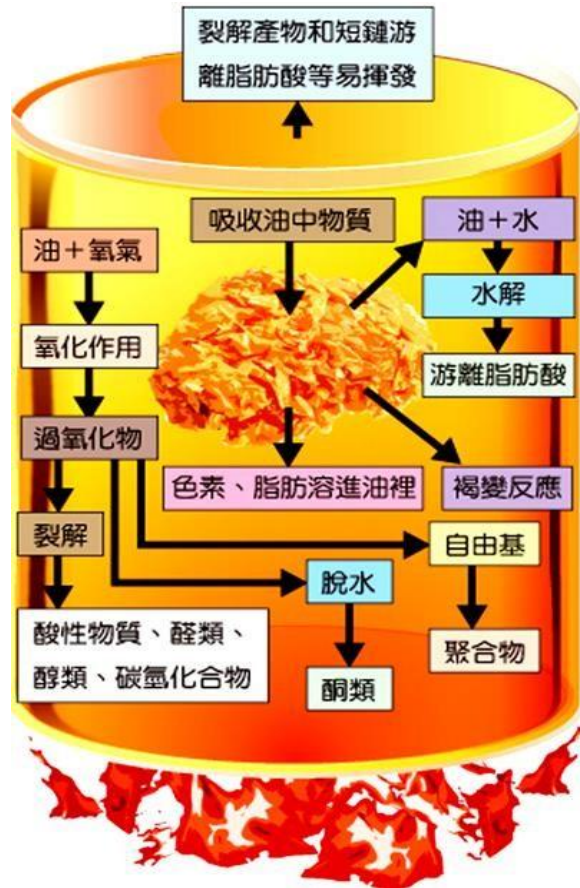 裂解產物和短鏈游
離脂肪酸等易揮發
吸收油中物質
油+水
油+氧氣
水解
氧化作用
游離脂肪酸
過氧化物
色素、脂肪溶進油裡
褐變反應
裂解
自由基
脫水
酸性物質、醛類、
醇類、碳氫化合物
聚合物
酮類